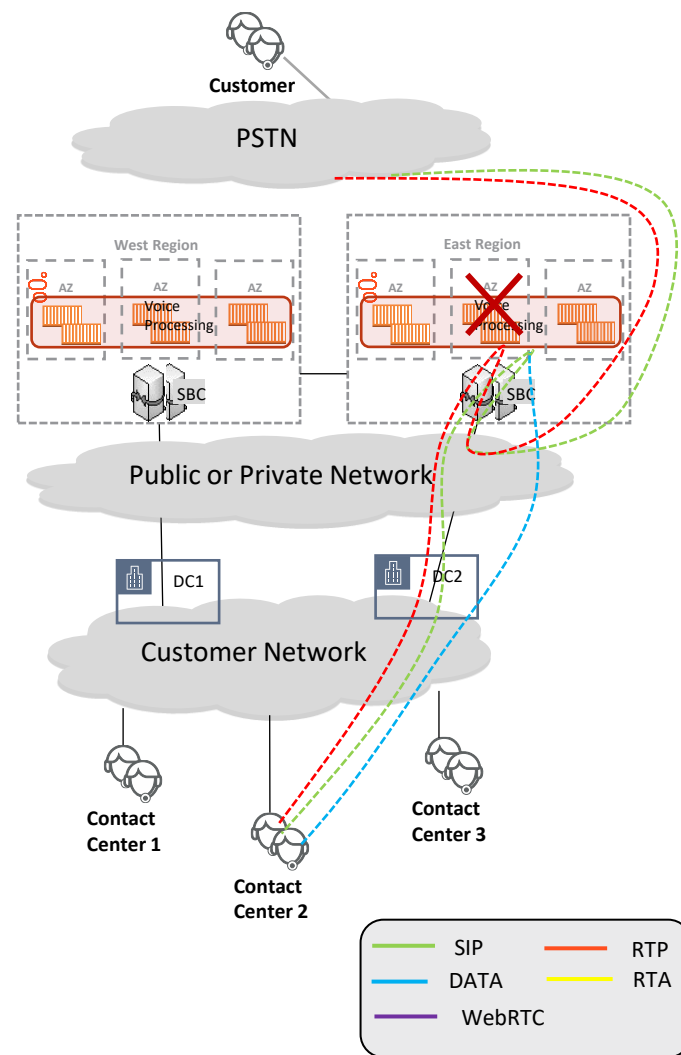 Customer
PSTN
West Region
East Region
AZ
AZ
AZ
AZ
AZ
AZ
Voice
Processing
Voice
Processing
SBC
SBC
Public or Private Network
DC1
DC2
Customer Network
Contact
Center 1
Contact
Center 3
Contact
Center 2
SIP
RTP
DATA
RTA
WebRTC